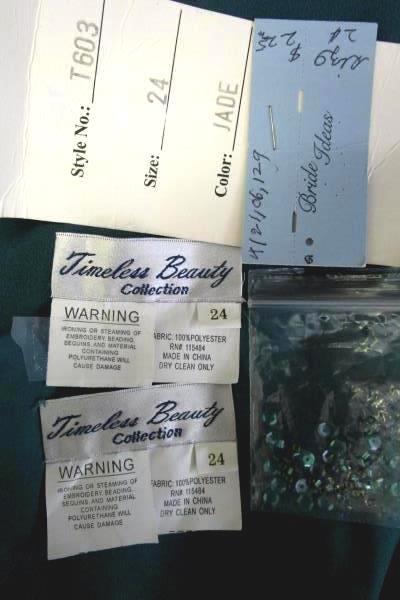 Style No.: T603
Size: 24
Color: JADE
24
$ 225
Bride Ideas
Timeless Beauty
Collection
WARNING
IRONING OR STEAMING OF
EMBROIDERY, BEADING,
SEQUINS, AND MATERIAL
CONTAINING
POLYURETHANE WILL
CAUSE DAMAGE
24
FABRIC: 100%POLYESTER
RN# 115484
MADE IN CHINA
DRY CLEAN ONLY
Timeless Beauty
Collection
WARNING
IRONING OR STEAMING OF
EMBROIDERY, BEADING,
SEQUINS, AND MATERIAL
CONTAINING
POLYURETHANE WILL
CAUSE DAMAGE
24
FABRIC: 100%POLYESTER
RN# 115484
MADE IN CHINA
DRY CLEAN ONLY